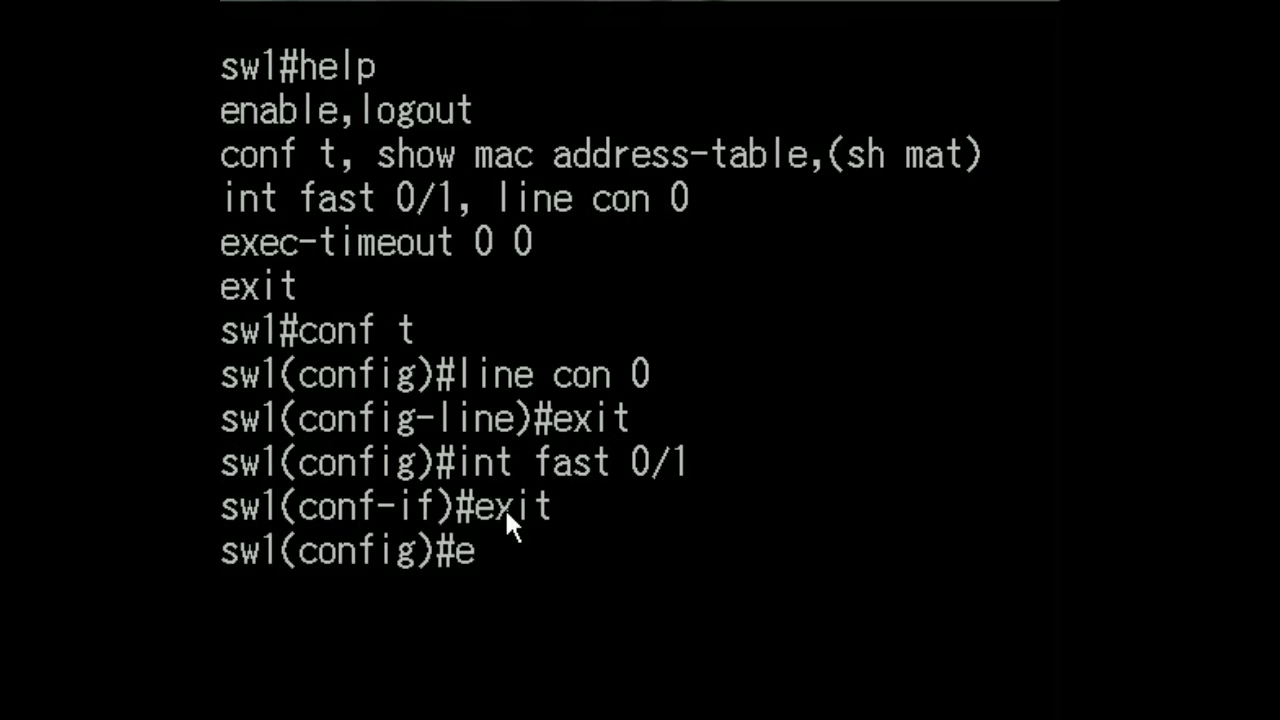 sw1#help
enable,logout
conf t, show mac address-table,(sh mat)
int fast 0/1, line con 0
exec-timeout 0 0
exit
sw1#conf t
sw1(config)#line con 0
sw1(config-line)#exit
sw1(config)#int fast 0/1
sw1(conf-if)#exit
sw1(config)#e